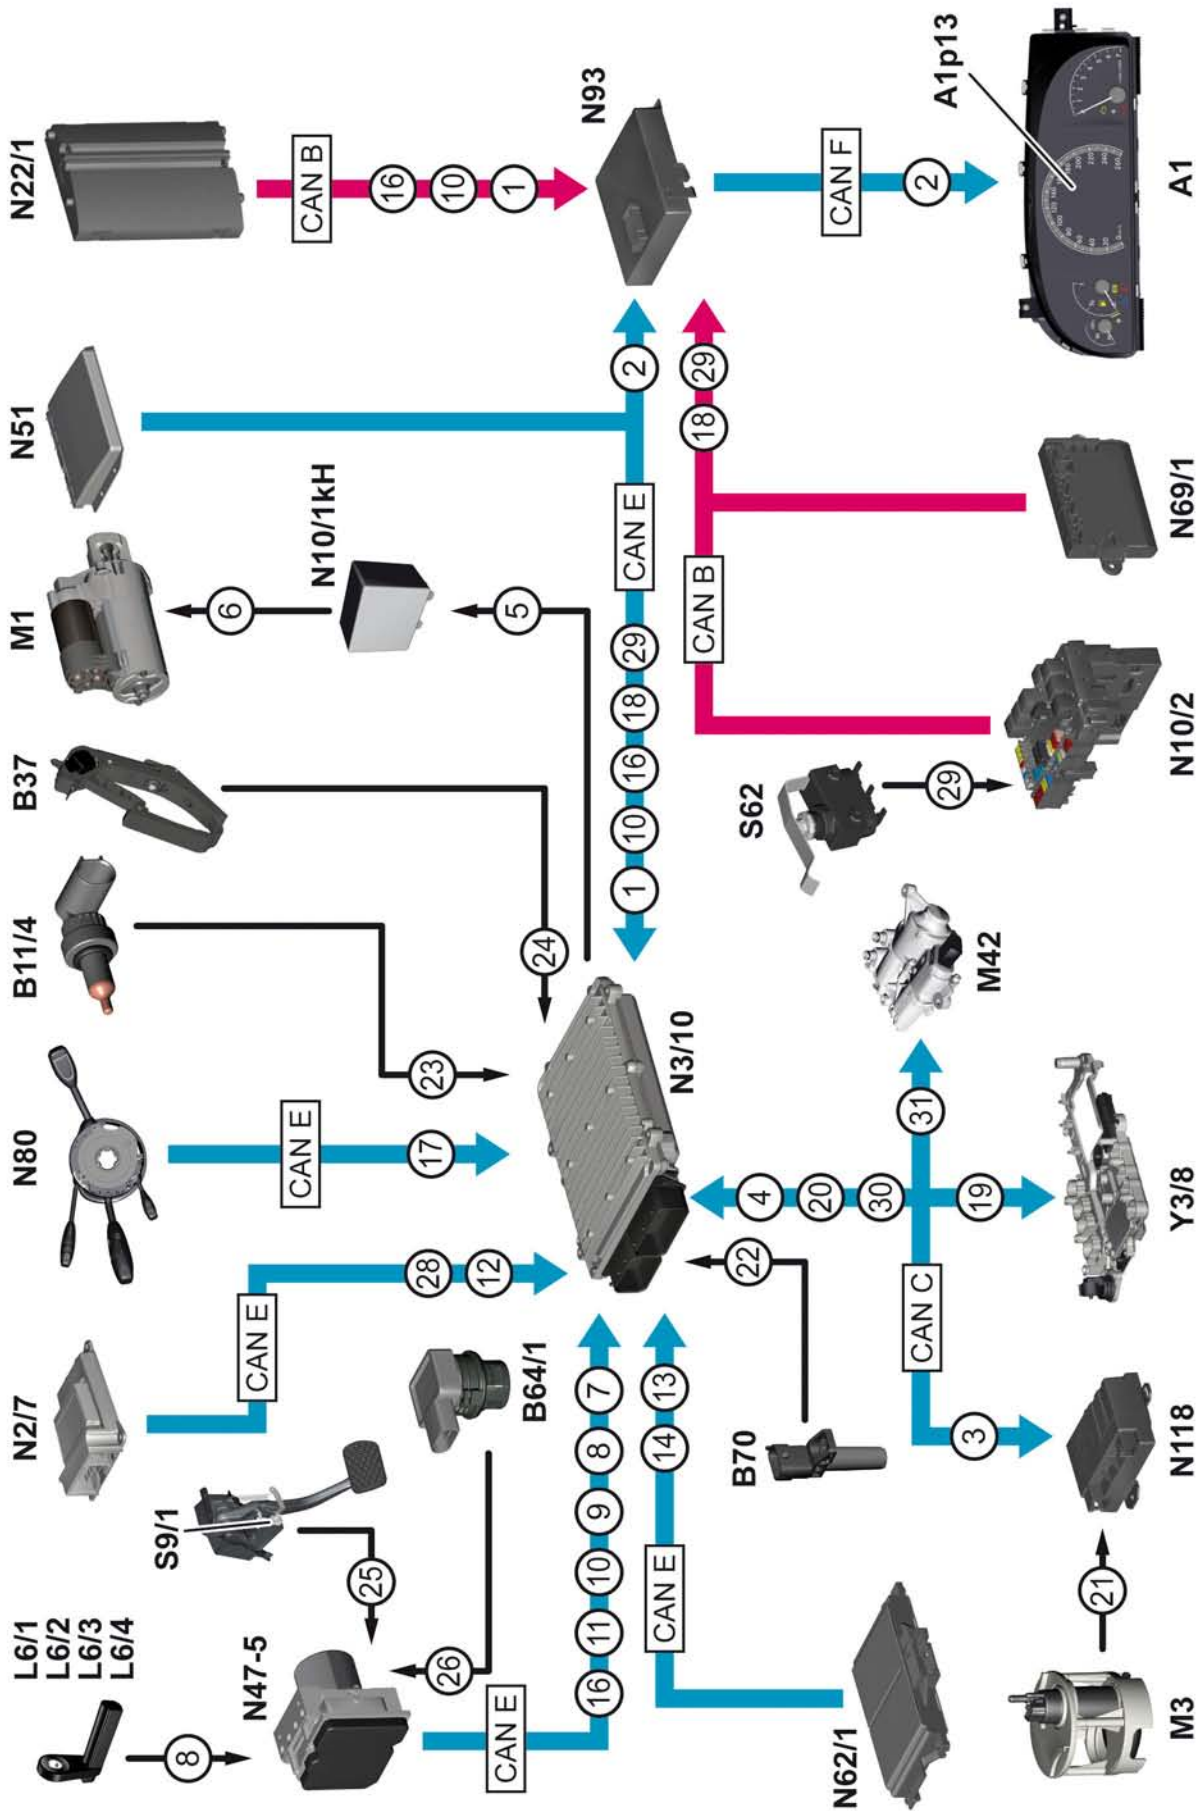 L6/1
L6/2
L6/3
L6/4
8
N47-5
S9/1
25
26
B64/1
CAN E
16
11
10
9
8
7
N2/7
CAN E
28
12
N80
CAN E
17
B11/4
23
B37
24
M1
6
N10/1kH
5
N51
N22/1
CAN B
16
10
1
N93
N3/10
1
10
16
18
29
CAN E
2
CAN B
18
29
CAN F
2
A1p13
A1
N62/1
CAN E
14
13
B70
22
4
20
30
31
M42
19
CAN C
3
M3
21
N118
Y3/8
S62
29
N10/2
N69/1